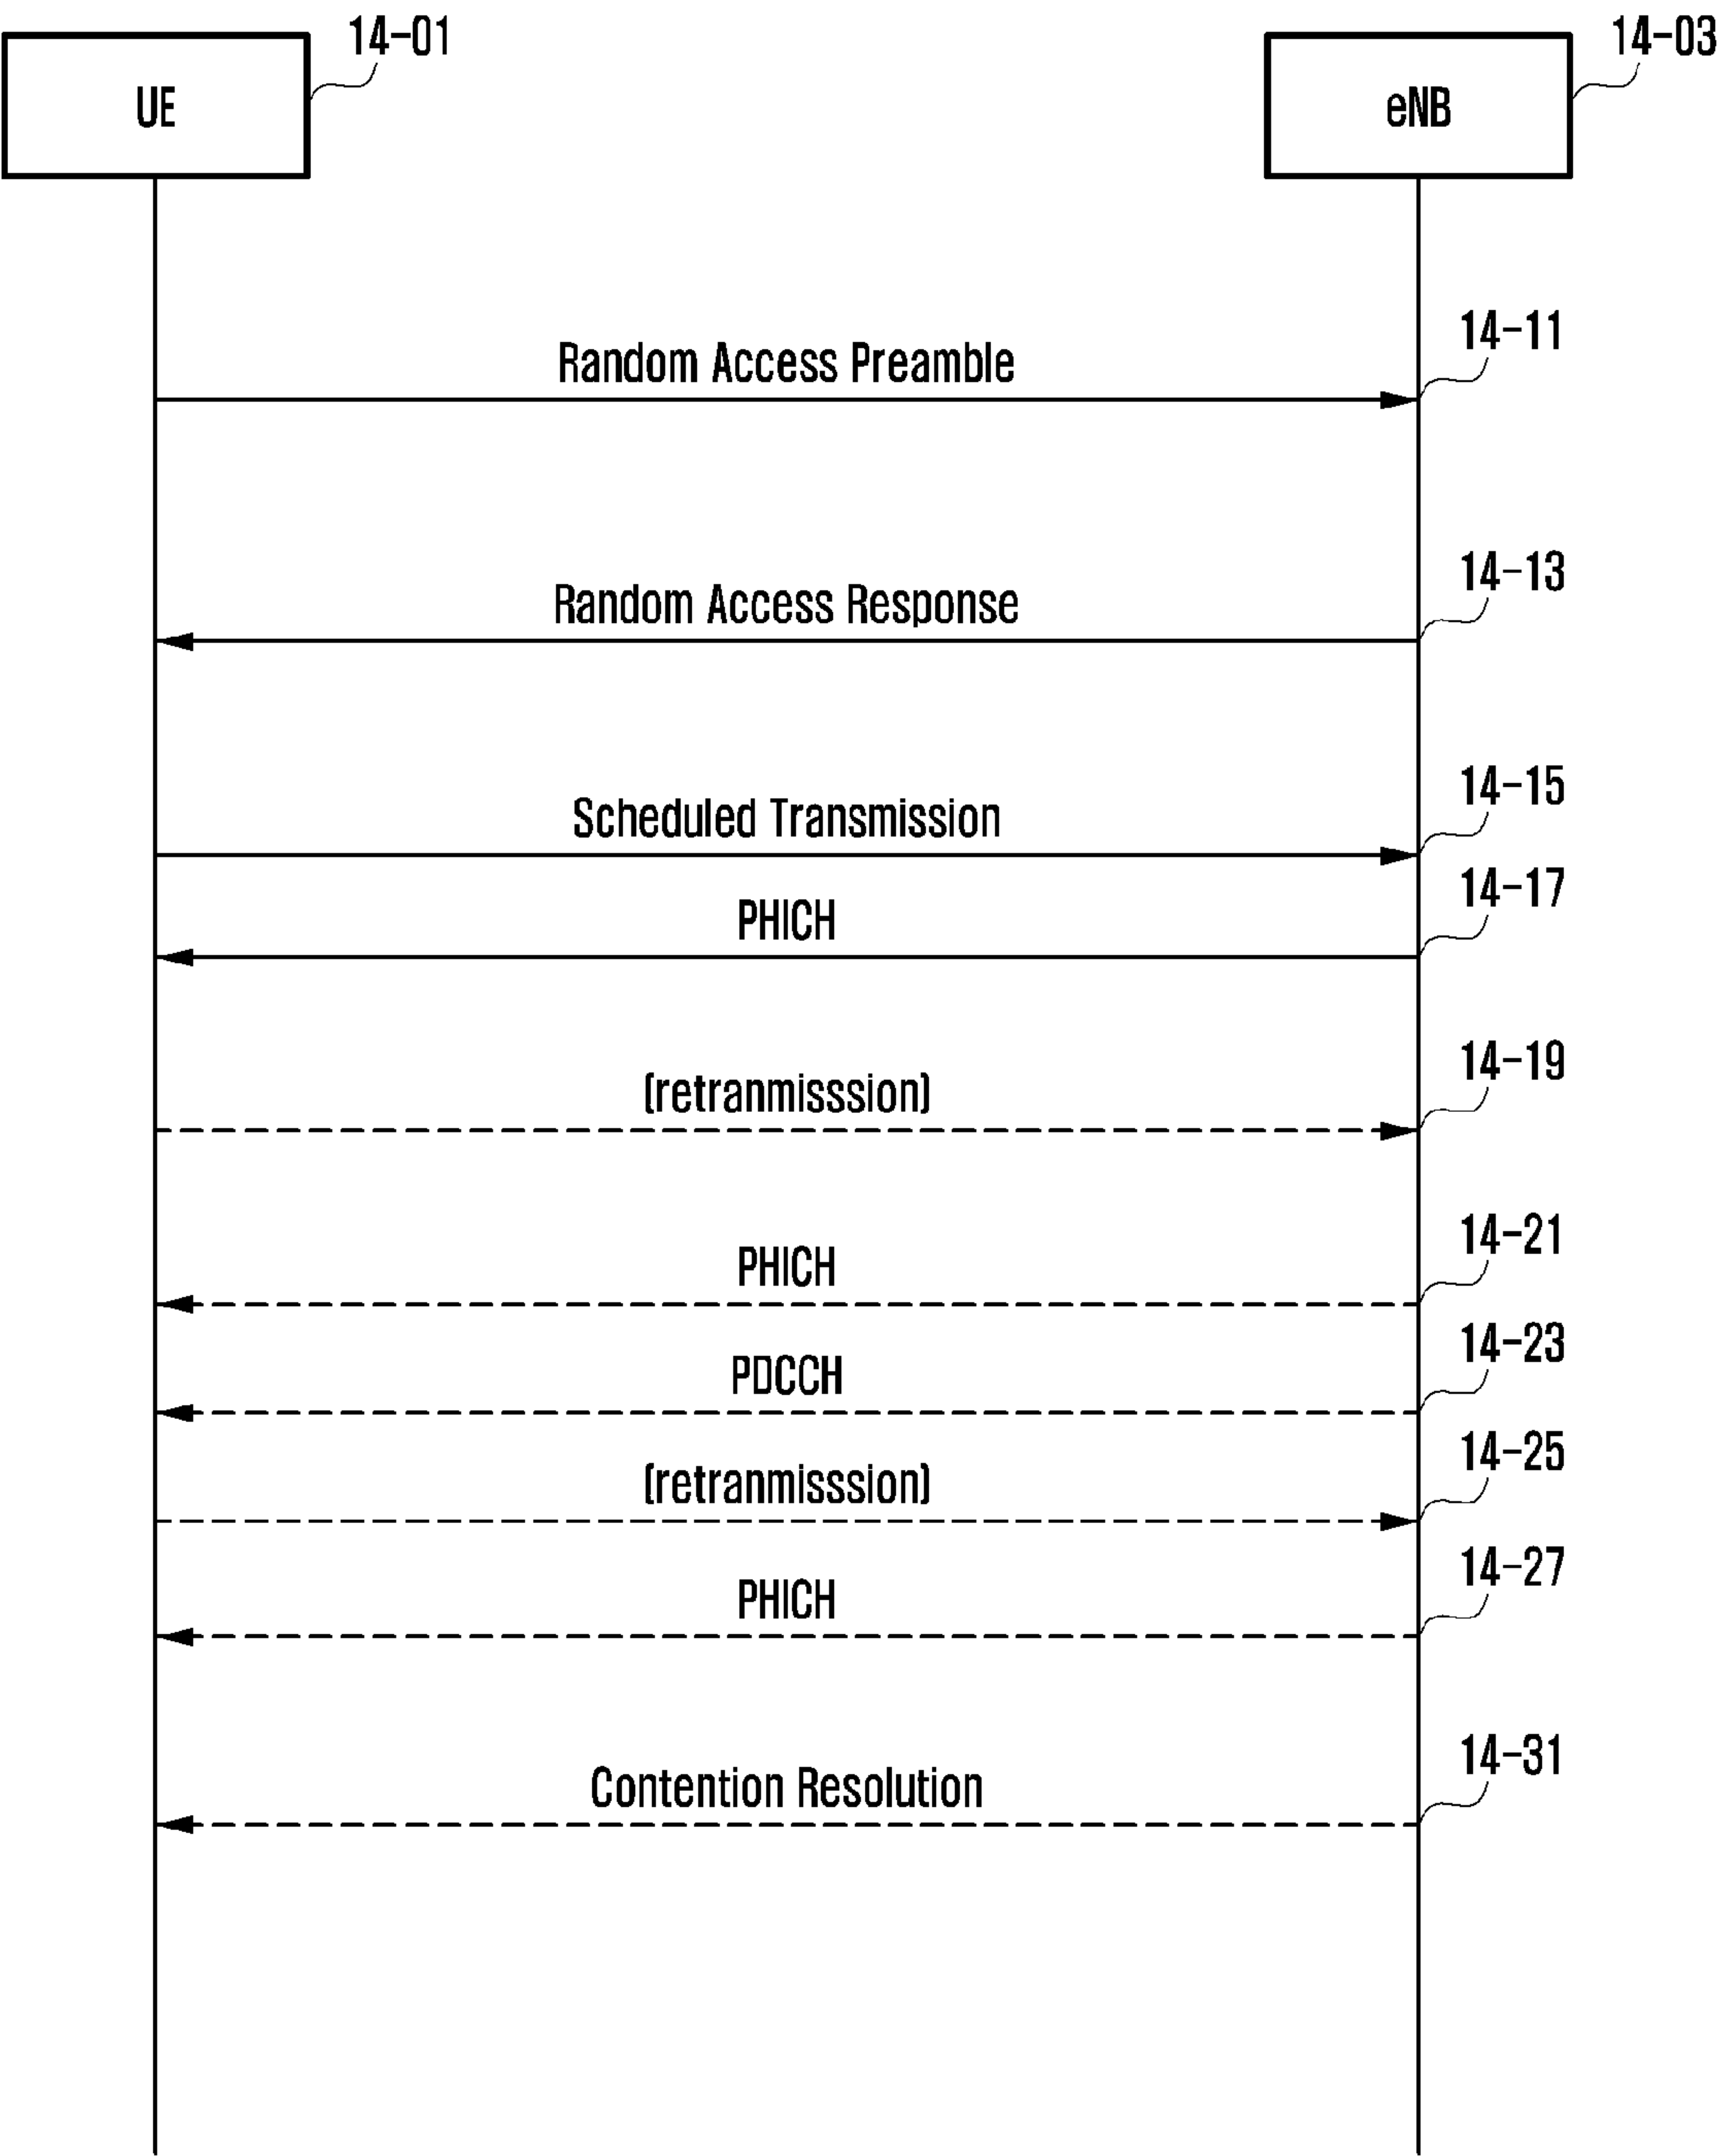 14-01
14-03
UE
eNB
14-11
Random Access Preamble
14-13
Random Access Response
14-15
Scheduled Transmission
14-17
PHICH
14-19
(retranmisssion)
14-21
PHICH
14-23
PDCCH
14-25
(retranmisssion)
14-27
PHICH
14-31
Contention Resolution